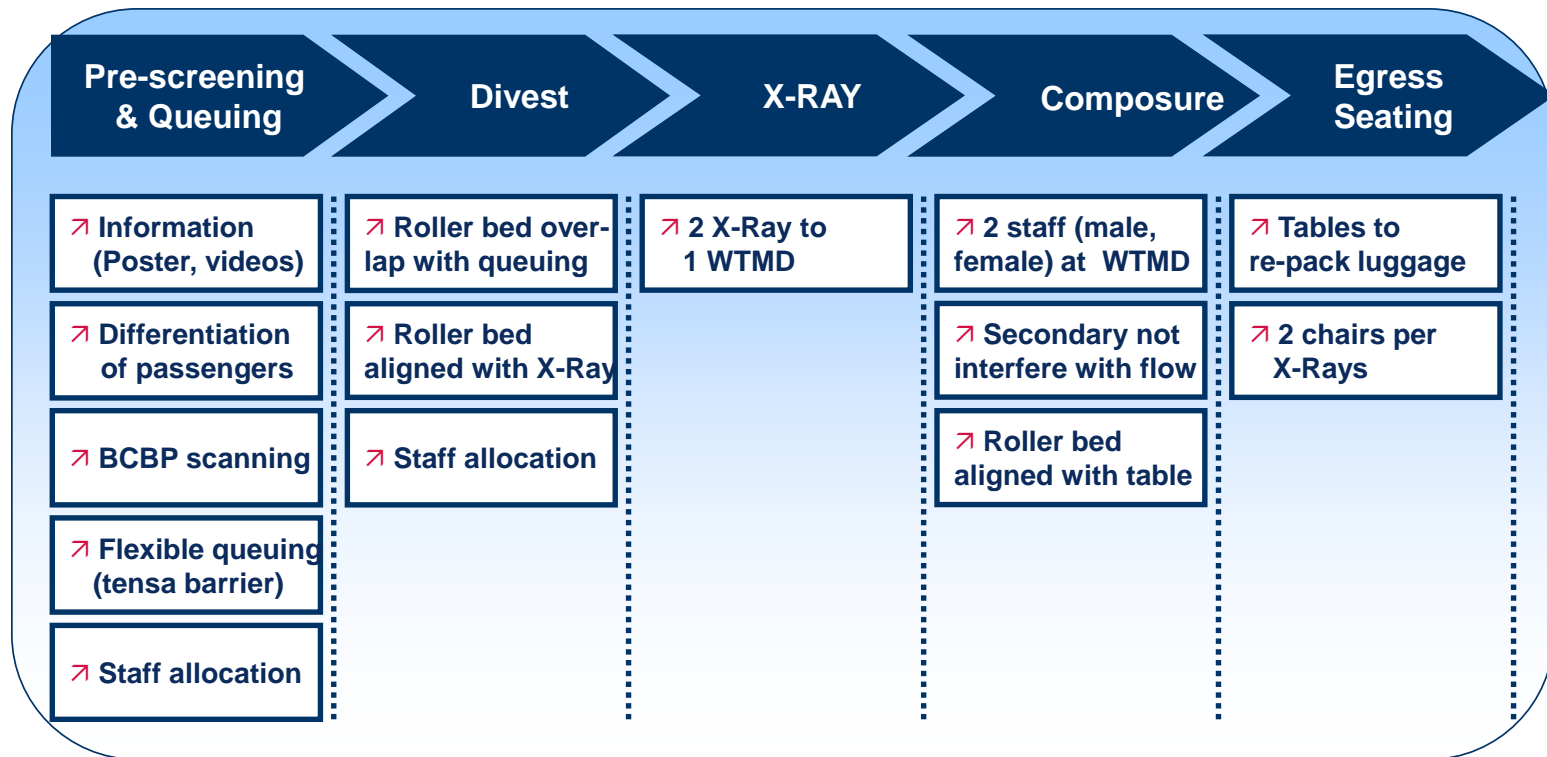 Pre-screening
& Queuing
Divest
X-RAY
Composure
Egress
Seating
Information
(Poster, videos)
Differentiation
of passengers
BCBP scanning
Flexible queuing
(tensa barrier)
Staff allocation
Roller bed over-
lap with queuing
Roller bed
aligned with X-Ray
Staff allocation
2 X-Ray to
1 WTMD
2 staff (male,
female) at WTMD
Secondary not
interfere with flow
Roller bed
aligned with table
Tables to
re-pack luggage
2 chairs per
X-Rays